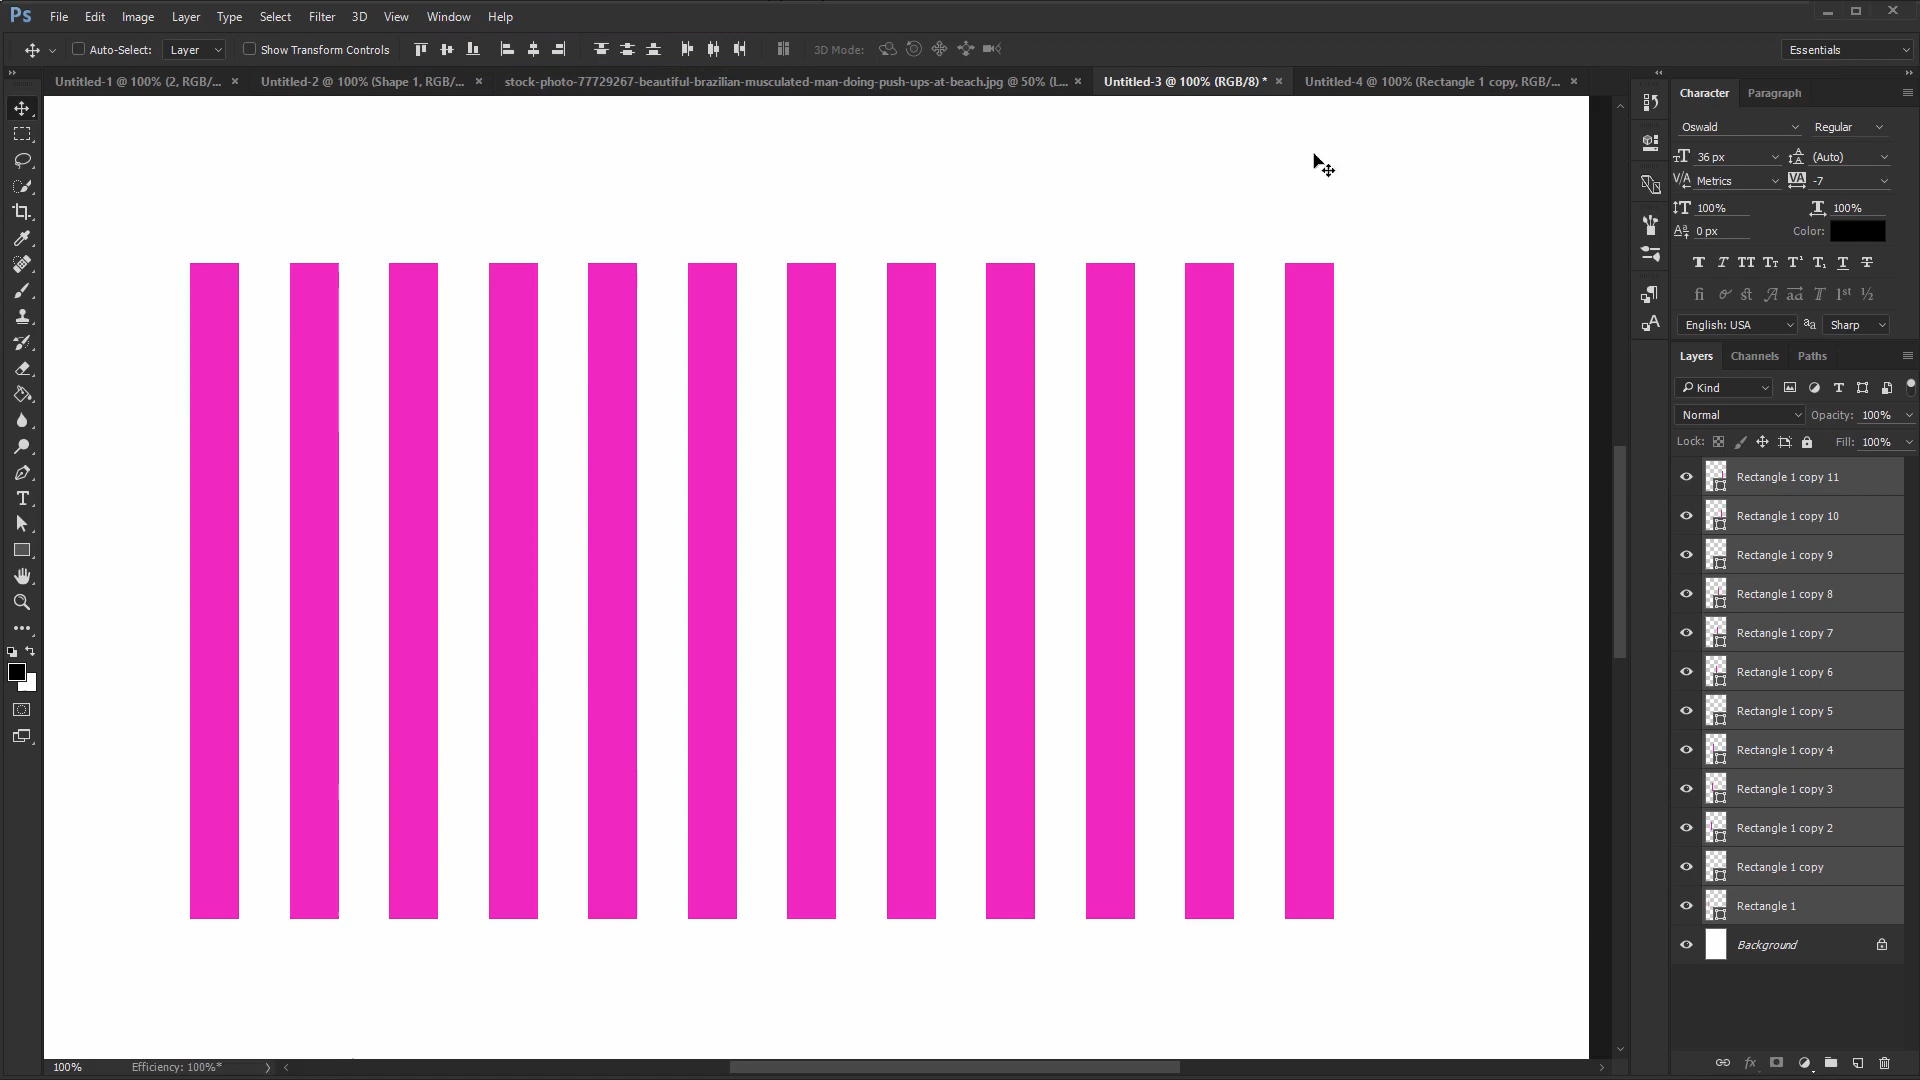 Ps File Edit Image Layer Type Select Filter 3D View Window Help
Auto-Select: Layer Show Transform Controls 3D Mode: Essentials
Untitled-1 @ 100% (2, RGB/... × Untitled-2 @ 100% (Shape 1, RGB/... × stock-photo-77729267-beautiful-brazilian-musculated-man-doing-push-ups-at-beach.jpg @ 50% (L... × Untitled-3 @ 100% (RGB/8) * × Untitled-4 @ 100% (Rectangle 1 copy, RGB/... ×
Character Paragraph
Oswald Regular
36 px (Auto)
Metrics -7
100% 100%
0 px Color:
English: USA Sharp
Layers Channels Paths
Kind
Normal Opacity: 100%
Lock: Fill: 100%
Rectangle 1 copy 11
Rectangle 1 copy 10
Rectangle 1 copy 9
Rectangle 1 copy 8
Rectangle 1 copy 7
Rectangle 1 copy 6
Rectangle 1 copy 5
Rectangle 1 copy 4
Rectangle 1 copy 3
Rectangle 1 copy 2
Rectangle 1 copy
Rectangle 1
Background
100% Efficiency: 100%*